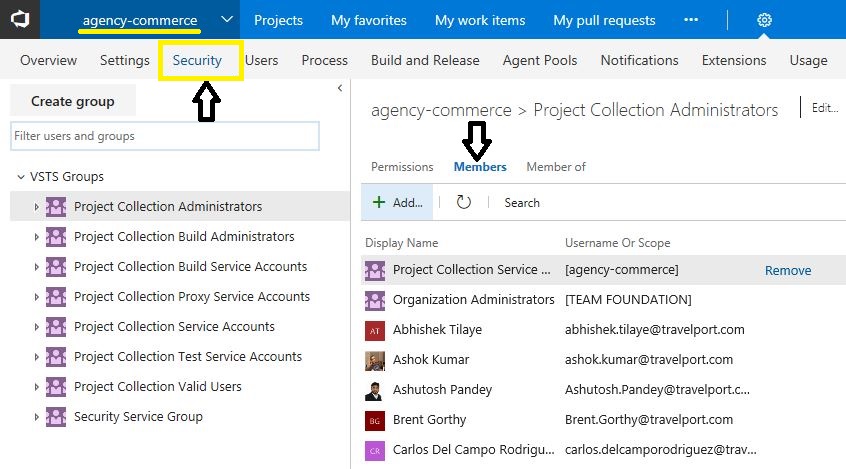 agency-commerce Projects My favorites My work items My pull requests ...
Overview Settings Security Users Process Build and Release Agent Pools Notifications Extensions Usage
Create group
Filter users and groups
VSTS Groups
Project Collection Administrators
Project Collection Build Administrators
Project Collection Build Service Accounts
Project Collection Proxy Service Accounts
Project Collection Service Accounts
Project Collection Test Service Accounts
Project Collection Valid Users
Security Service Group
agency-commerce > Project Collection Administrators Edit...
Permissions Members Member of
+ Add... Search
Display Name Username Or Scope
Project Collection Service ... [agency-commerce] Remove
Organization Administrators [TEAM FOUNDATION]
AT Abhishek Tilaye abhishek.tilaye@travelport.com
Ashok Kumar ashok.kumar@travelport.com
Ashutosh Pandey Ashutosh.Pandey@travelport.c...
BG Brent Gorthy Brent.Gorthy@travelport.com
CR Carlos Del Campo Rodrigu... carlos.delcamporodriguez@trav...